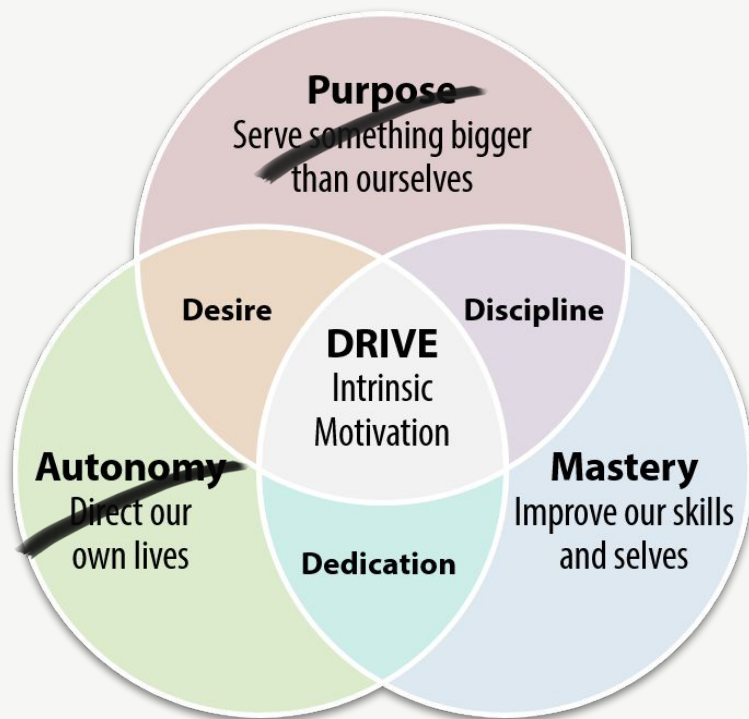 Purpose
Serve something bigger
than ourselves
Desire
Discipline
DRIVE
Intrinsic
Motivation
Autonomy
Direct our
own lives
Mastery
Improve our skills
and selves
Dedication